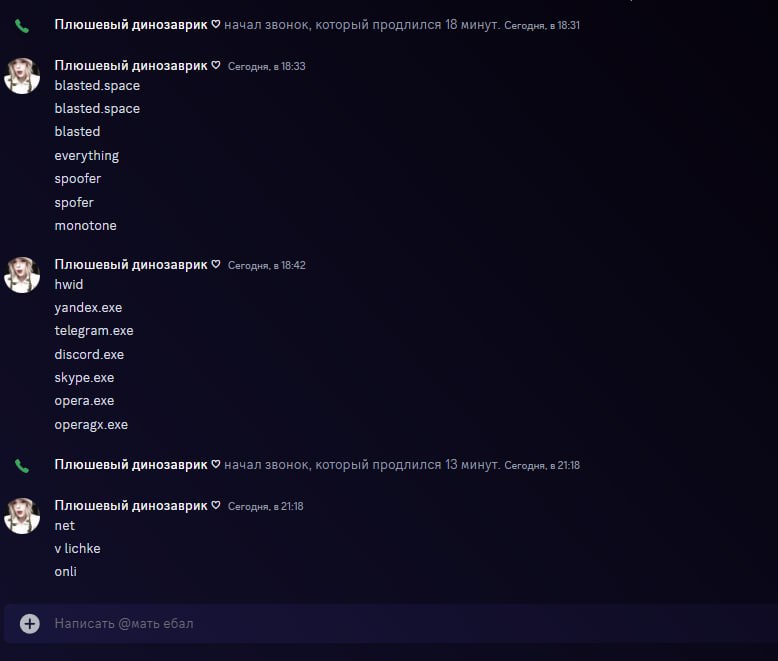 Плюшевый динозаврик ♡ начал звонок, который продлился 18 минут. Сегодня, в 18:31
Плюшевый динозаврик ♡ Сегодня, в 18:33
blasted.space
blasted.space
blasted
everything
spoofer
spofer
monotone
Плюшевый динозаврик ♡ Сегодня, в 18:42
hwid
yandex.exe
telegram.exe
discord.exe
skype.exe
opera.exe
operagx.exe
Плюшевый динозаврик ♡ начал звонок, который продлился 13 минут. Сегодня, в 21:18
Плюшевый динозаврик ♡ Сегодня, в 21:18
net
v lichke
onli
Написать @мать ебал